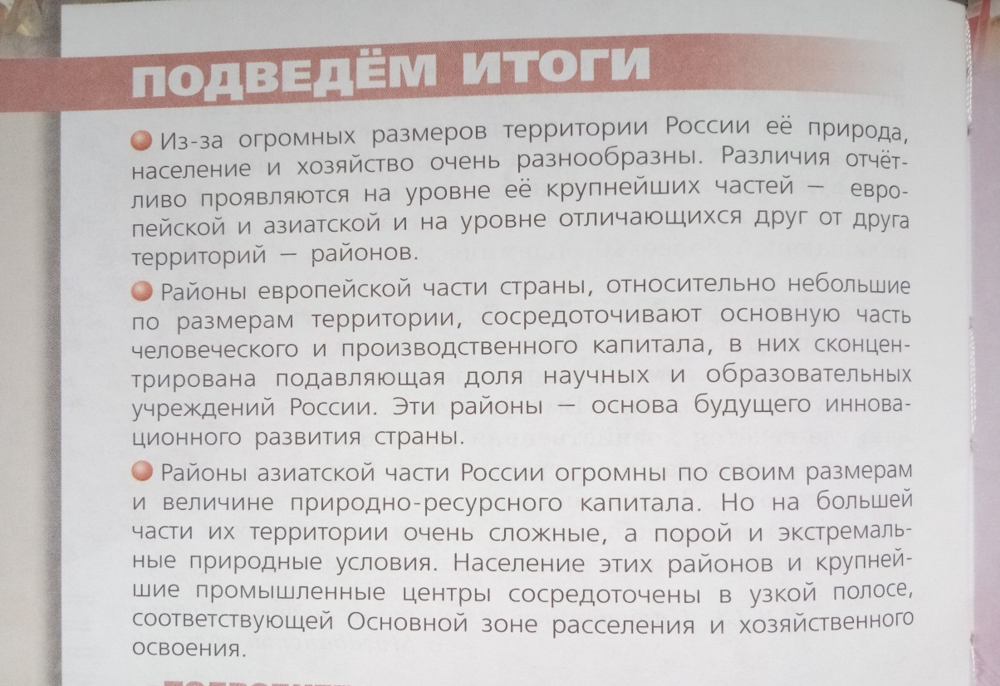 ПОДВЕДЁМ ИТОГИ
Из-за огромных размеров территории России её природа,
население и хозяйство очень разнообразны. Различия отчёт-
ливо проявляются на уровне её крупнейших частей — евро-
пейской и азиатской и на уровне отличающихся друг от друга
территорий — районов.
Районы европейской части страны, относительно небольшие
по размерам территории, сосредоточивают основную часть
человеческого и производственного капитала, в них сконцен-
трирована подавляющая доля научных и образовательных
учреждений России. Эти районы — основа будущего иннова-
ционного развития страны.
Районы азиатской части России огромны по своим размерам
и величине природно-ресурсного капитала. Но на большей
части их территории очень сложные, а порой и экстремаль-
ные природные условия. Население этих районов и крупней-
шие промышленные центры сосредоточены в узкой полосе,
соответствующей Основной зоне расселения и хозяйственного
освоения.